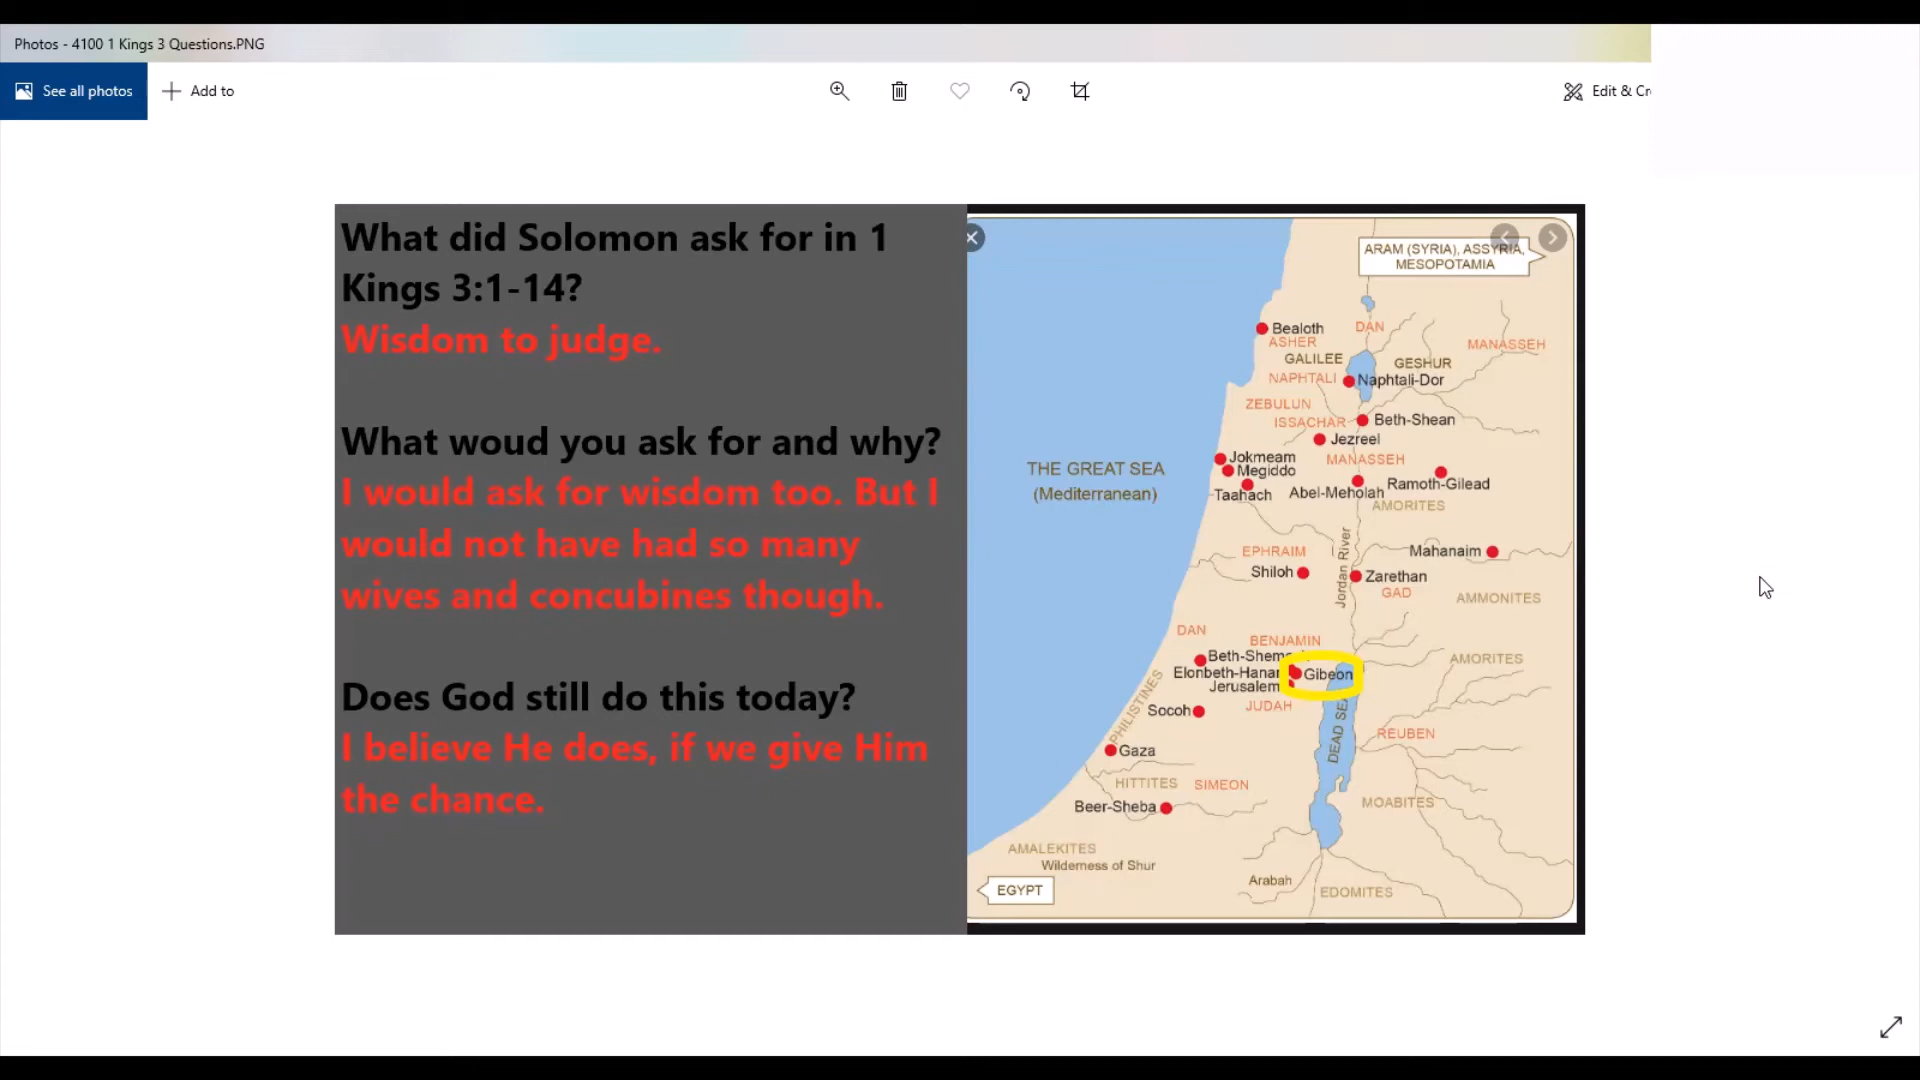 Photos - 4100 1 Kings 3 Questions.PNG
See all photos
Add to
Edit & Cr
What did Solomon ask for in 1
Kings 3:1-14?
Wisdom to judge.
What woud you ask for and why?
I would ask for wisdom too. But I
would not have had so many
wives and concubines though.
Does God still do this today?
I believe He does, if we give Him
the chance.
ARAM (SYRIA), ASSYRIA,
MESOPOTAMIA
Bealoth
DAN
ASHER
MANASSEH
GALILEE
GESHUR
NAPHTALI
Naphtali-Dor
ZEBULUN
ISSACHAR
Beth-Shean
Jezreel
Jokmeam
MANASSEH
THE GREAT SEA
(Mediterranean)
Megiddo
Taahach
Abel-Meholah
Ramoth-Gilead
AMORITES
Jordan River
EPHRAIM
Mahanaim
Shiloh
Zarethan
GAD
AMMONITES
DAN
BENJAMIN
Beth-Shem
AMORITES
Elonbeth-Hanan
Gibeon
Jerusalem
PHILISTINES
JUDAH
Socoh
DEAD SEA
REUBEN
Gaza
HITTITES
SIMEON
MOABITES
Beer-Sheba
AMALEKITES
Wilderness of Shur
EGYPT
Arabah
EDOMITES